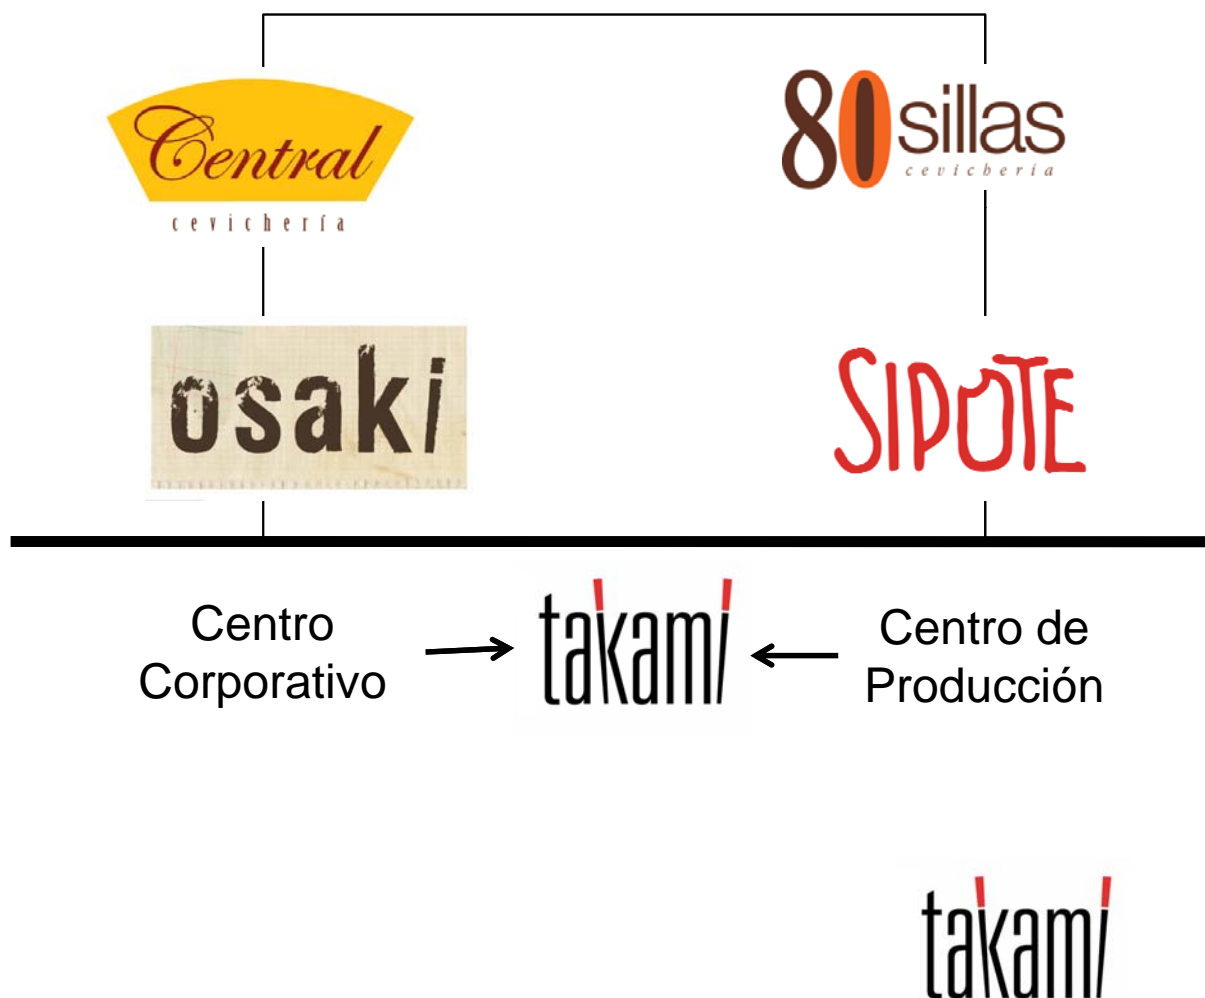 Central
cevichería
80 sillas
cevichería
osaki
SIPOTE
Centro
Corporativo
takami
Centro de
Producción
takami